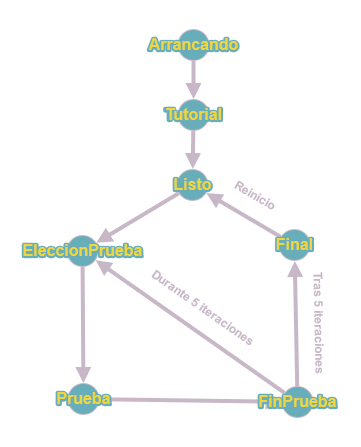 Arrancando
Tutorial
Listo
Reinicio
Final
EleccionPrueba
Durante 5 iteraciones
Tras 5 iteraciones
Prueba
FinPrueba